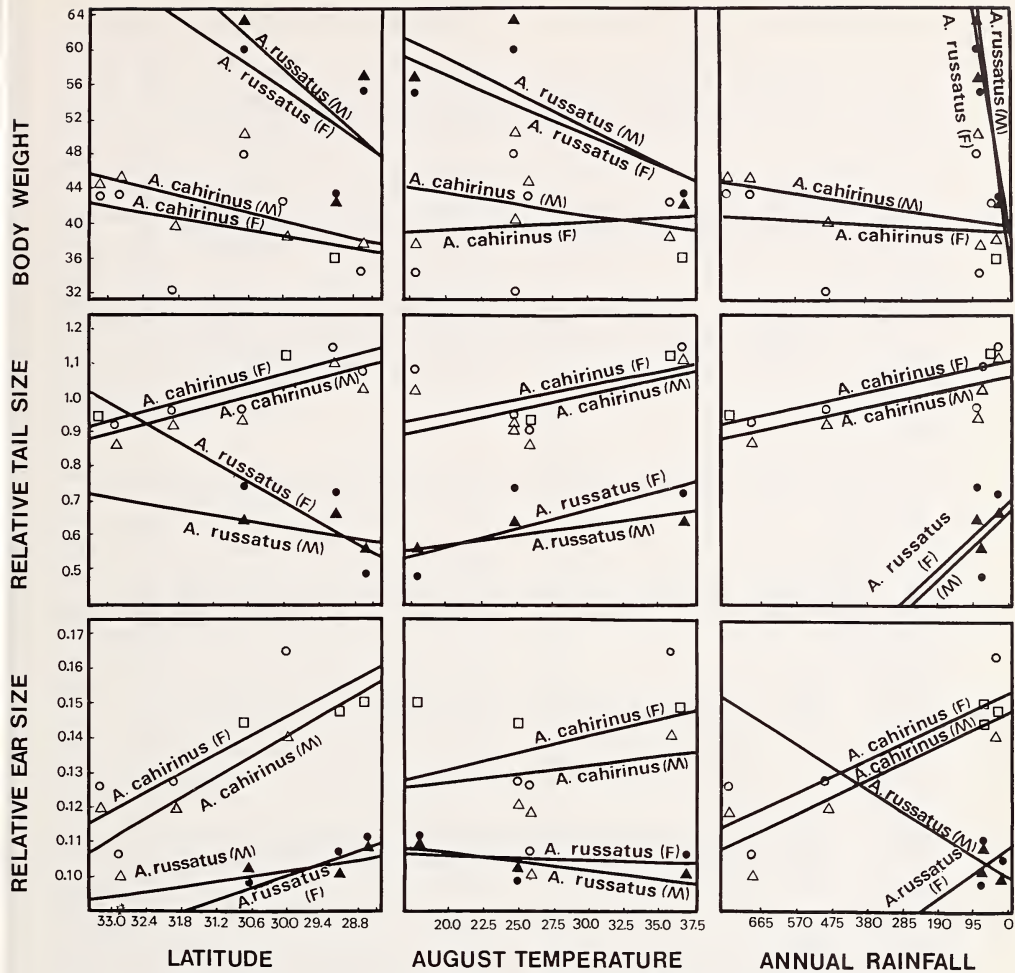 BODY WEIGHT
64
60
56
52
48
44
40
36
32
A. russatus (M)
A. russatus (F)
A. cahirinus (M)
A. cahirinus (F)
A. russatus (M)
A. russatus (F)
A. cahirinus (M)
A. cahirinus (F)
A. russatus (F)
A. russatus (M)
A. cahirinus (M)
A. cahirinus (F)
RELATIVE TAIL SIZE
1.2
1.1
1.0
0.9
0.8
0.7
0.6
0.5
A. cahirinus (F)
A. cahirinus (M)
A. russatus (F)
A. russatus (M)
A. cahirinus (F)
A. cahirinus (M)
A. russatus (F)
A. russatus (M)
A. cahirinus (F)
A. cahirinus (M)
A. russatus (F)
(M)
RELATIVE EAR SIZE
0.17
0.16
0.15
0.14
0.13
0.12
0.11
0.10
A. cahirinus (F)
A. cahirinus (M)
A. russatus (M)
A. russatus (F)
A. cahirinus (F)
A. cahirinus (M)
A. russatus (F)
A. russatus (M)
A. cahirinus (F)
A. cahirinus (M)
A. russatus (M)
A. russatus (F)
33.0 32.4 31.8 31.2 30.6 30.0 29.4 28.8
20.0 22.5 25.0 27.5 30.0 32.5 35.0 37.5
665 570 475 380 285 190 95 0
LATITUDE
AUGUST TEMPERATURE
ANNUAL RAINFALL